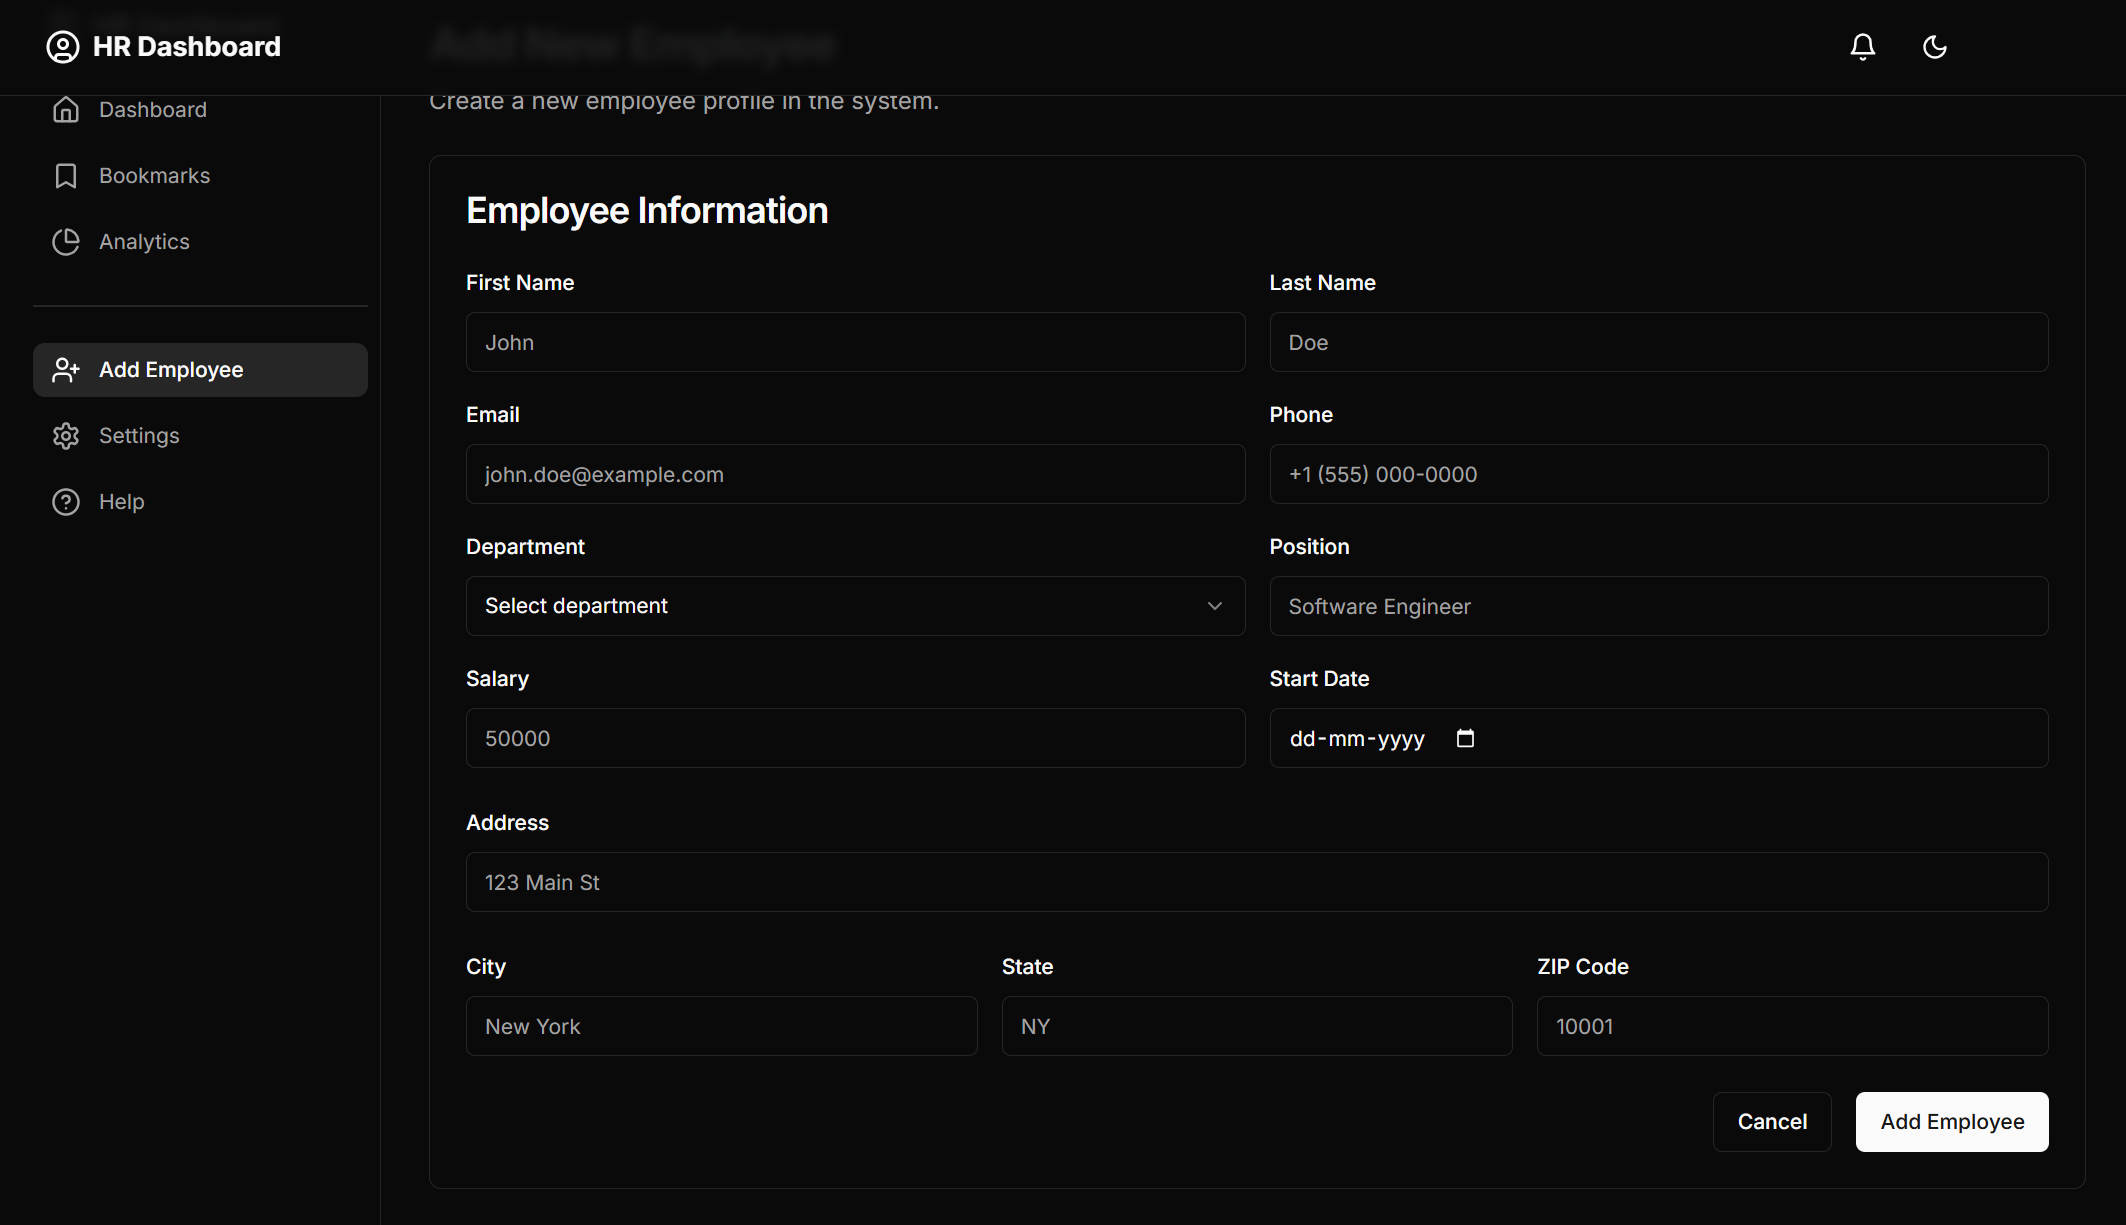 HR Dashboard
Add New Employee
Create a new employee profile in the system.
Dashboard
Bookmarks
Analytics
Add Employee
Settings
Help
Employee Information
First Name
Last Name
John
Doe
Email
Phone
john.doe@example.com
+1 (555) 000-0000
Department
Position
Select department
Software Engineer
Salary
Start Date
50000
dd-mm-yyyy
Address
123 Main St
City
State
ZIP Code
New York
NY
10001
Cancel
Add Employee